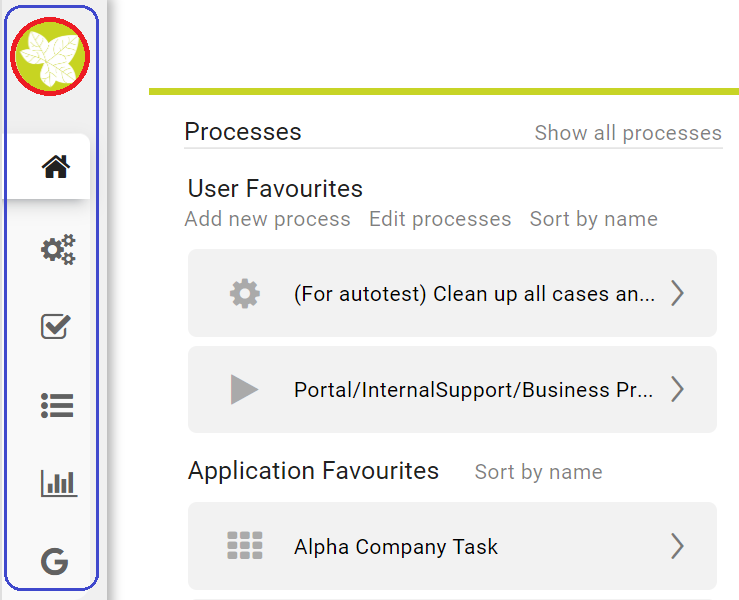 Processes
Show all processes
User Favourites
Add new process Edit processes Sort by name
(For autotest) Clean up all cases an...
Portal/InternalSupport/Business Pr...
Application Favourites Sort by name
Alpha Company Task